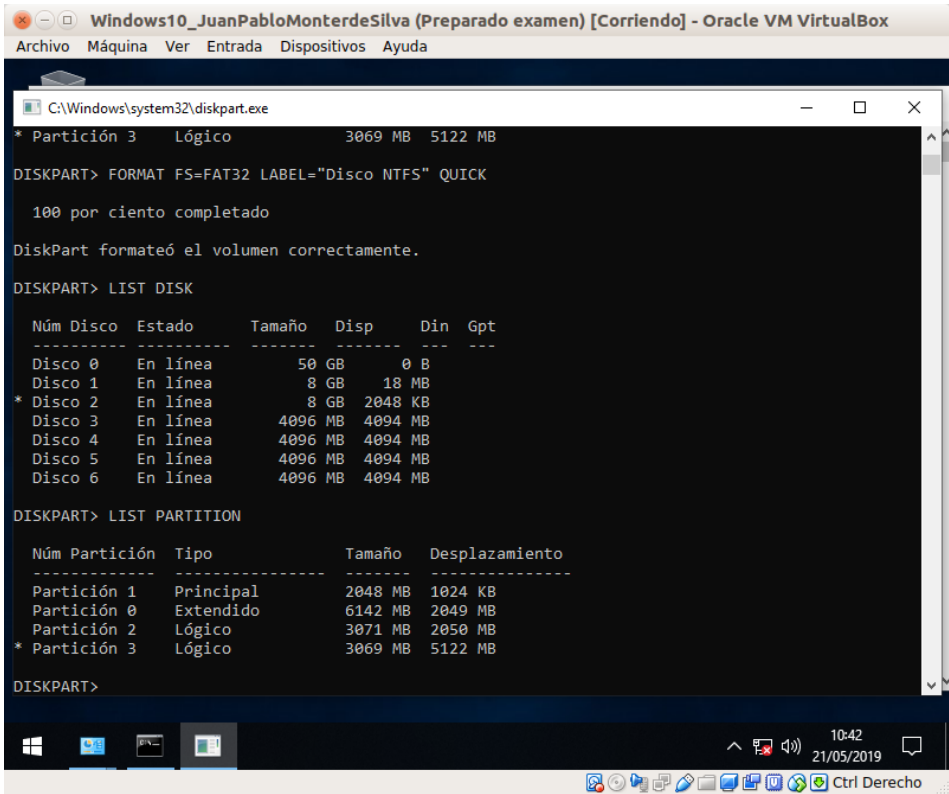 Windows10_JuanPabloMonterdeSilva (Preparado examen) [Corriendo] - Oracle VM VirtualBox
Archivo Máquina Ver Entrada Dispositivos Ayuda
C:\Windows\system32\diskpart.exe
* Partición 3 Lógico 3069 MB 5122 MB
DISKPART> FORMAT FS=FAT32 LABEL="Disco NTFS" QUICK
100 por ciento completado
DiskPart formateó el volumen correctamente.
DISKPART> LIST DISK
Núm Disco Estado Tamaño Disp Din Gpt
---------- ---------- ------- ------- --- ---
Disco 0 En línea 50 GB 0 B
Disco 1 En línea 8 GB 18 MB
* Disco 2 En línea 8 GB 2048 KB
Disco 3 En línea 4096 MB 4094 MB
Disco 4 En línea 4096 MB 4094 MB
Disco 5 En línea 4096 MB 4094 MB
Disco 6 En línea 4096 MB 4094 MB
DISKPART> LIST PARTITION
Núm Partición Tipo Tamaño Desplazamiento
------------- ---------------- ------- ---------------
Partición 1 Principal 2048 MB 1024 KB
Partición 0 Extendido 6142 MB 2049 MB
Partición 2 Lógico 3071 MB 2050 MB
* Partición 3 Lógico 3069 MB 5122 MB
DISKPART>
10:42
21/05/2019
Ctrl Derecho